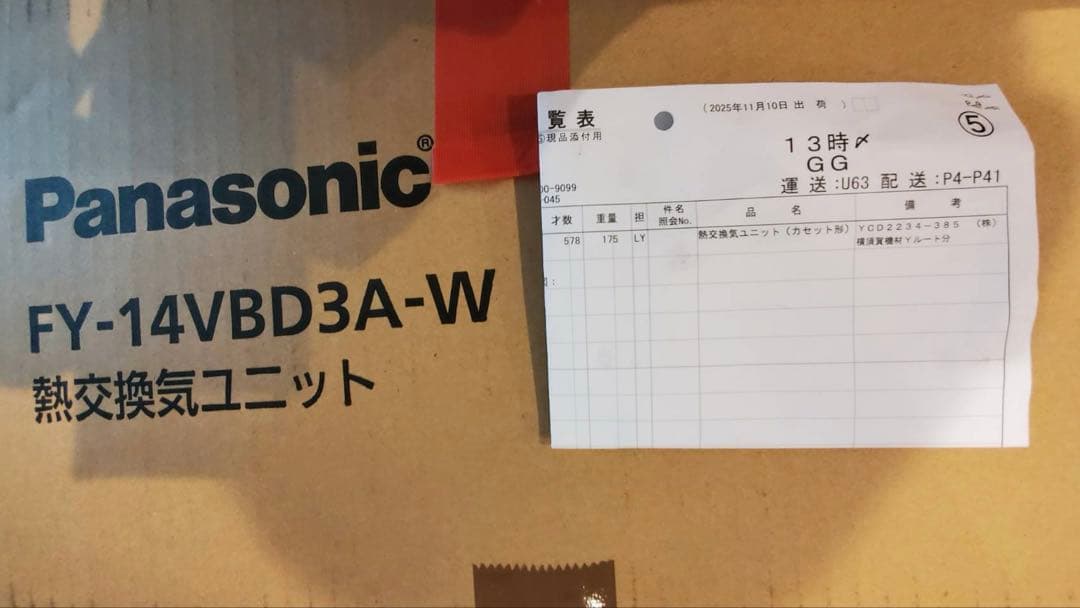 Panasonic®
FY-14VBD3A-W
熱交換気ユニット
覧表
(2025年11月10日 出 荷 )
現品添付用
⑤
13時〆
GG
運 送:U63 配 送:P4-P41
00-9099
-045
才数 重量 担 件名 照会No. 品 名 備 考
578 175 LY 熱交換気ユニット(カセット形) YCD2234-385 (株)
横須賀機材Yルート分